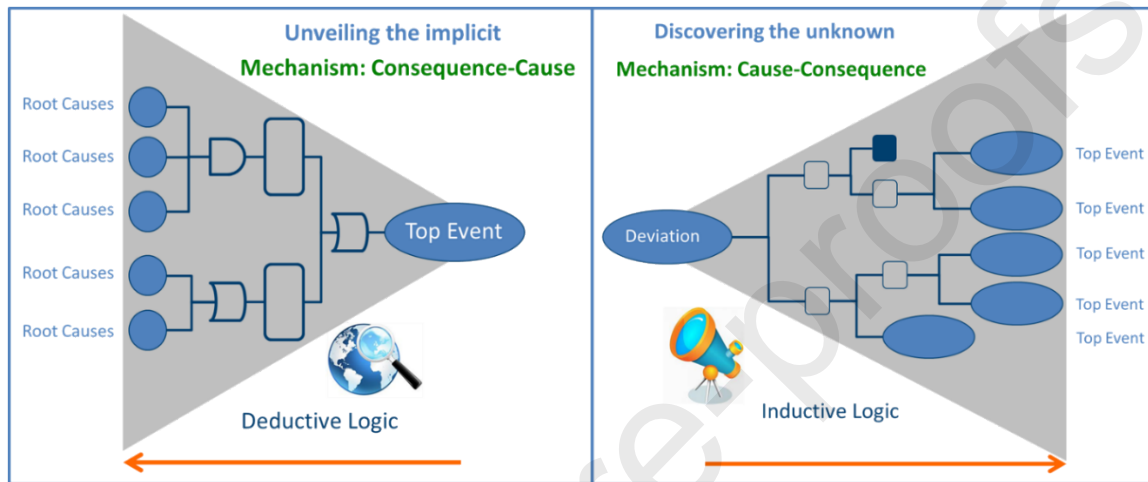 Unveiling the implicit
Mechanism: Consequence-Cause
Root Causes
Root Causes
Root Causes
Root Causes
Root Causes
Top Event
Deductive Logic
Discovering the unknown
Mechanism: Cause-Consequence
Deviation
Top Event
Top Event
Top Event
Top Event
Top Event
Inductive Logic